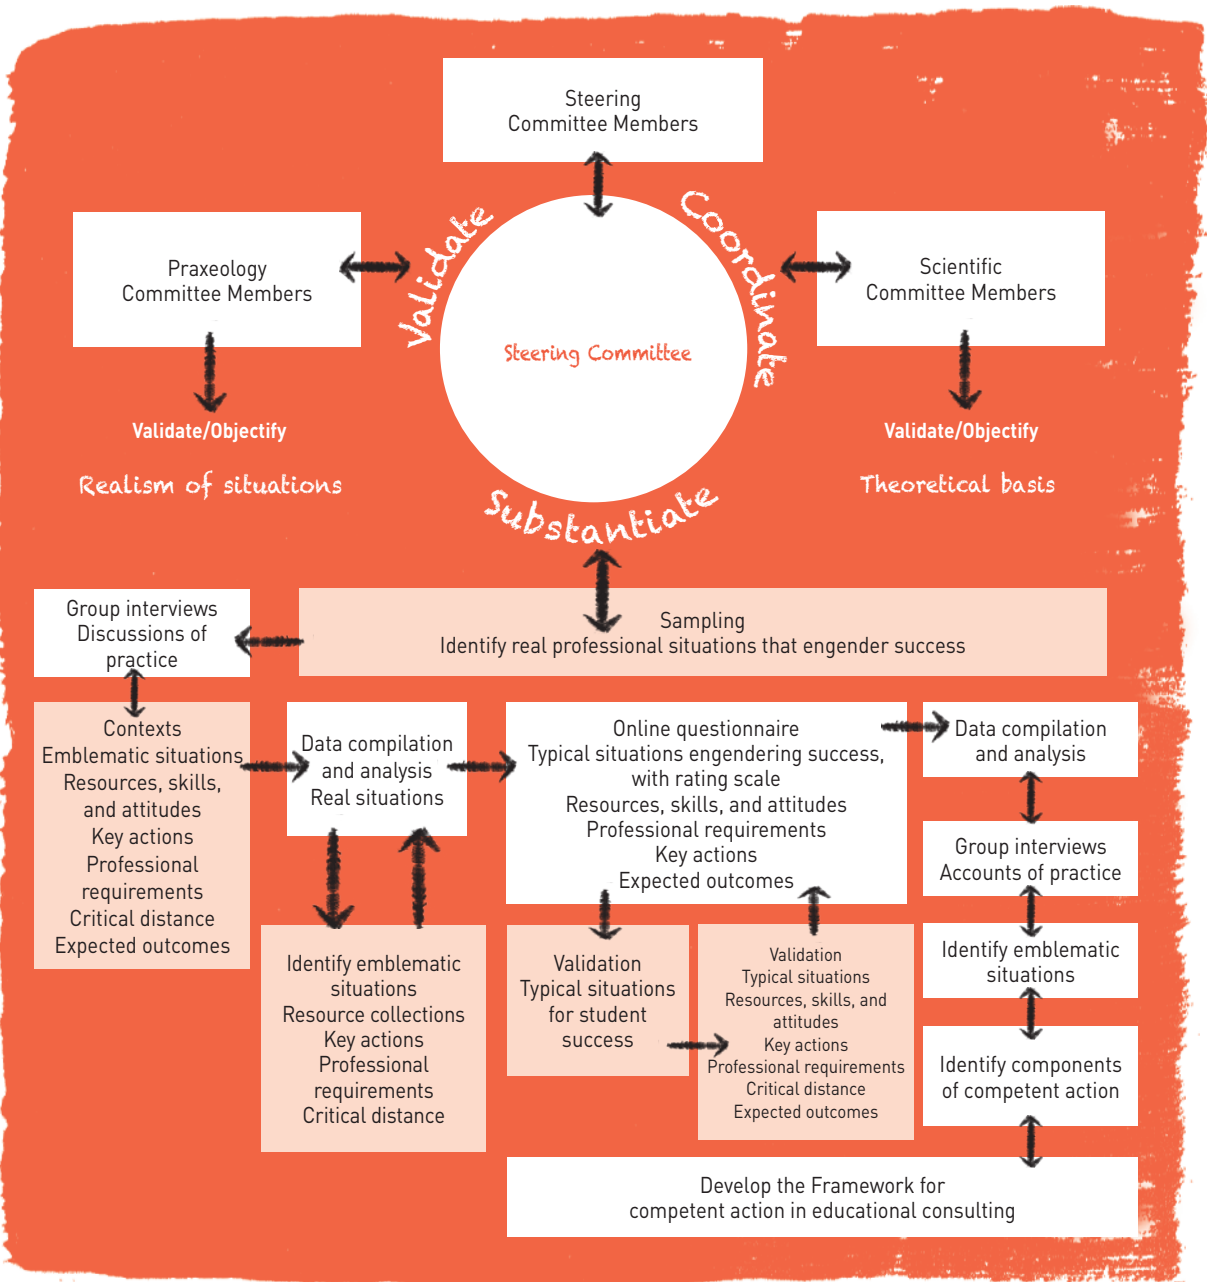 Steering
Committee Members
Validate
Coordinate
Praxeology
Committee Members
Scientific
Committee Members
Steering Committee
Validate/Objectify
Realism of situations
Validate/Objectify
Theoretical basis
Substantiate
Group interviews
Discussions of
practice
Sampling
Identify real professional situations that engender success
Contexts
Emblematic situations
Resources, skills,
and attitudes
Key actions
Professional
requirements
Critical distance
Expected outcomes
Data compilation
and analysis
Real situations
Identify emblematic
situations
Resource collections
Key actions
Professional
requirements
Critical distance
Online questionnaire
Typical situations engendering success,
with rating scale
Resources, skills, and attitudes
Professional requirements
Key actions
Expected outcomes
Validation
Typical situations
for student
success
Validation
Typical situations
Resources, skills, and
attitudes
Key actions
Professional requirements
Critical distance
Expected outcomes
Data compilation
and analysis
Group interviews
Accounts of practice
Identify emblematic
situations
Identify components
of competent action
Develop the Framework for
competent action in educational consulting